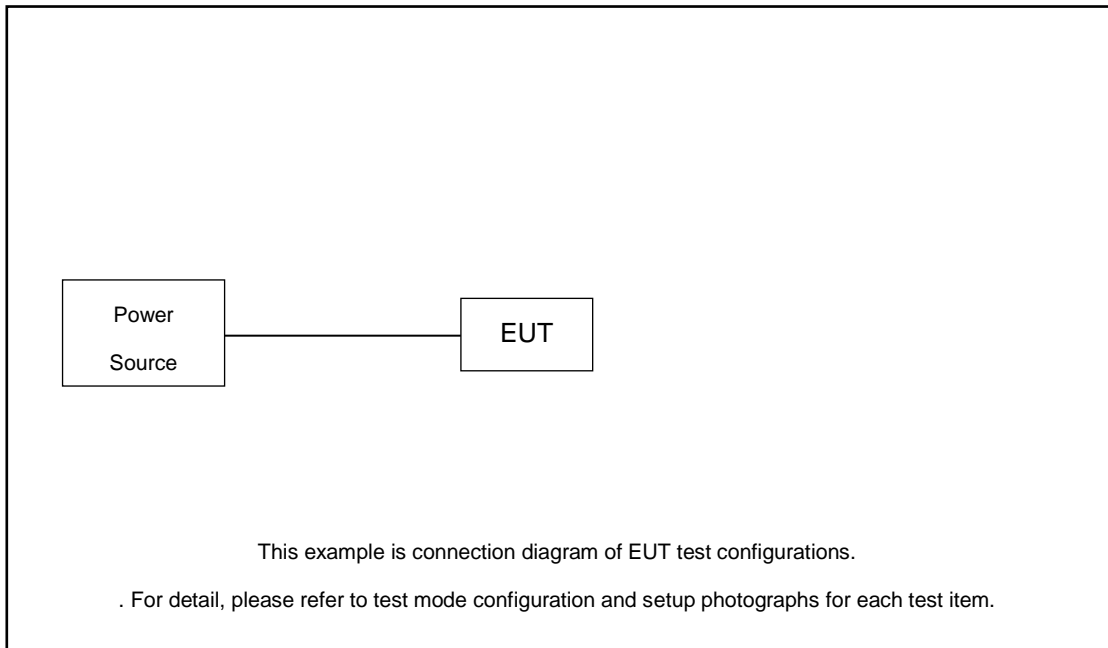 Power
Source
EUT
This example is connection diagram of EUT test configurations.
. For detail, please refer to test mode configuration and setup photographs for each test item.